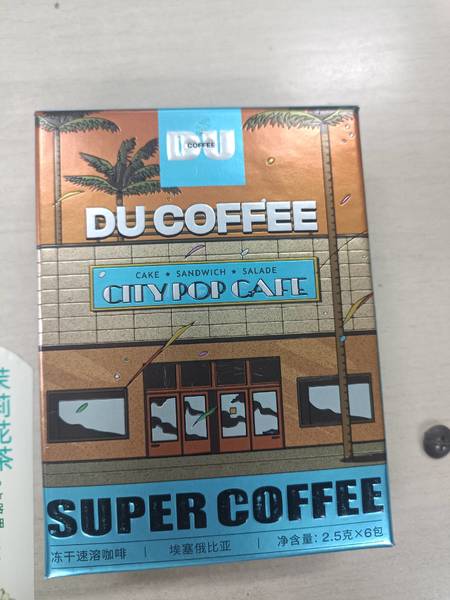 DU
COFFEE
DU COFFEE
CAKE ★ SANDWICH ★ SALADE
CITY POP CAFE
SUPER COFFEE
冻干速溶咖啡 | 埃塞俄比亚 | 净含量: 2.5克×6包
茉莉花茶